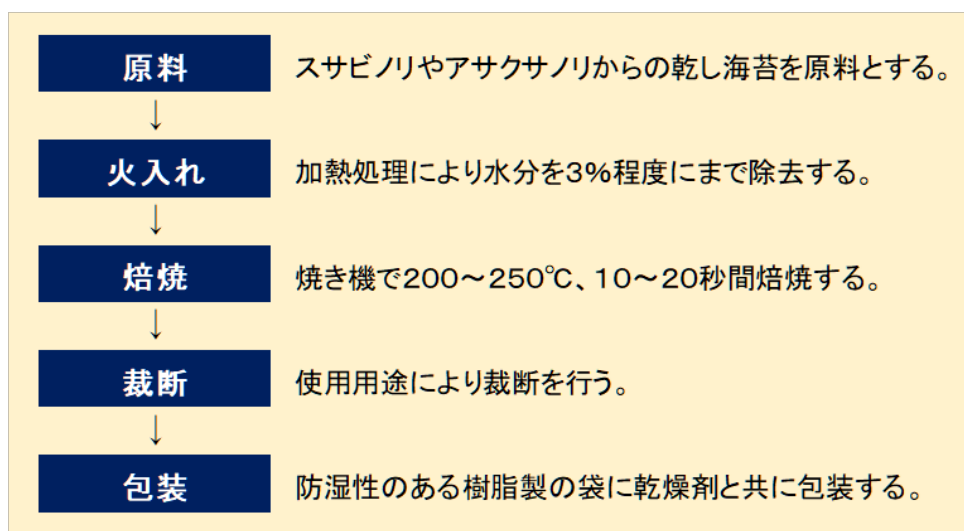 原料 スサビノリやアサクサノリからの乾し海苔を原料とする。
↓
火入れ 加熱処理により水分を3%程度にまで除去する。
↓
焙焼 焼き機で200～250℃、10～20秒間焙焼する。
↓
裁断 使用用途により裁断を行う。
↓
包装 防湿性のある樹脂製の袋に乾燥剤と共に包装する。